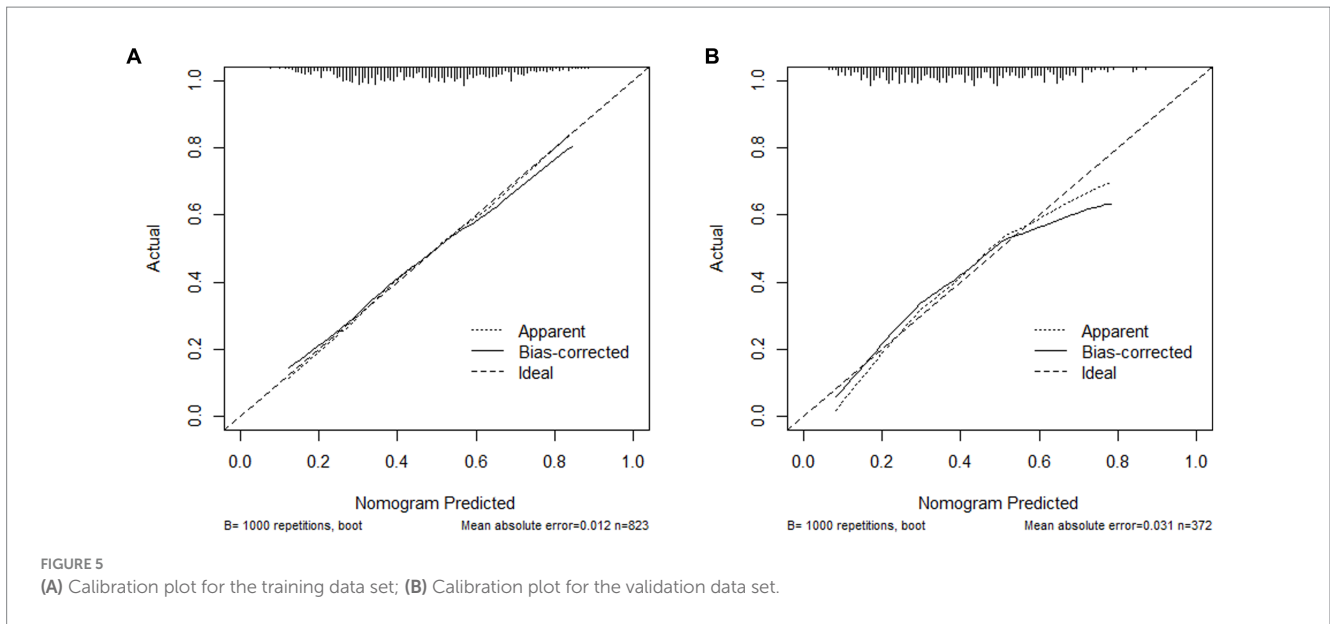 A
1.0
0.8
0.6
0.4
0.2
0.0
Actual
Apparent
Bias-corrected
Ideal
0.0 0.2 0.4 0.6 0.8 1.0
Nomogram Predicted
B= 1000 repetitions, boot Mean absolute error=0.012 n=823
B
1.0
0.8
0.6
0.4
0.2
0.0
Actual
Apparent
Bias-corrected
Ideal
0.0 0.2 0.4 0.6 0.8 1.0
Nomogram Predicted
B= 1000 repetitions, boot Mean absolute error=0.031 n=372
FIGURE 5
(A) Calibration plot for the training data set; (B) Calibration plot for the validation data set.